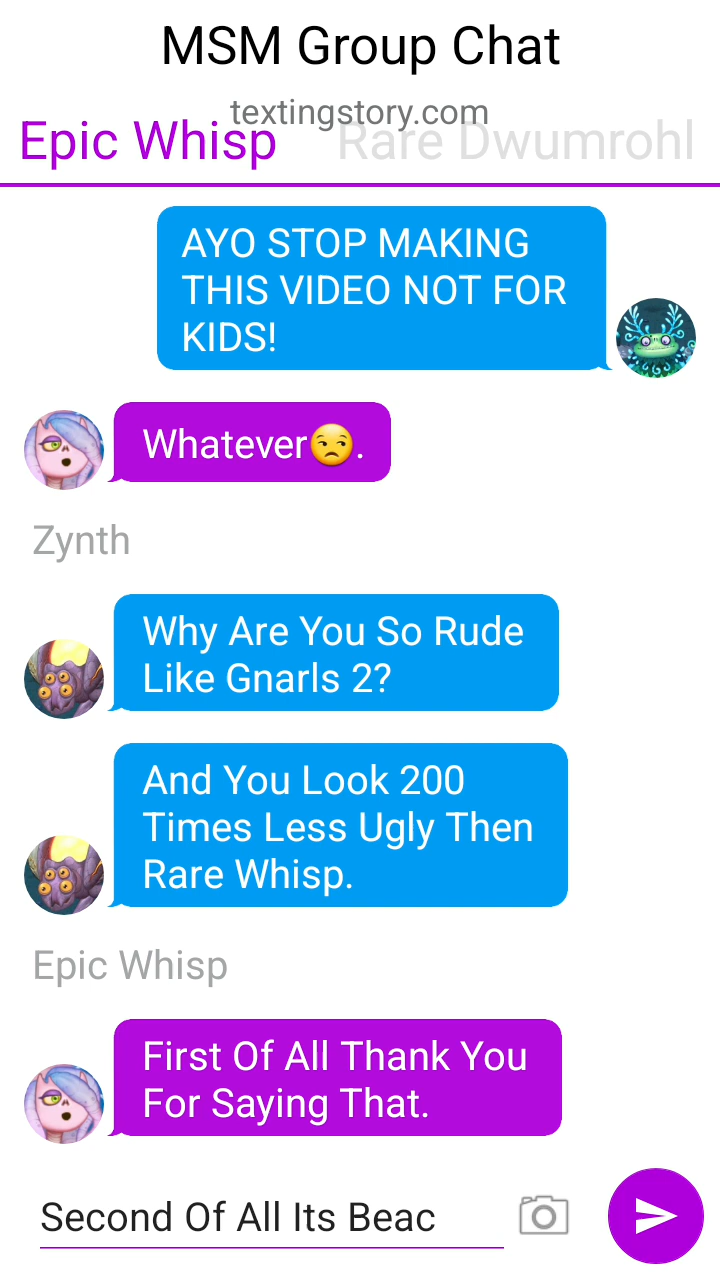 MSM Group Chat
textingstory.com
Epic Whisp Rare Dwumrohl
AYO STOP MAKING
THIS VIDEO NOT FOR
KIDS!
Whatever😒.
Zynth
Why Are You So Rude
Like Gnarls 2?
And You Look 200
Times Less Ugly Then
Rare Whisp.
Epic Whisp
First Of All Thank You
For Saying That.
Second Of All Its Beac